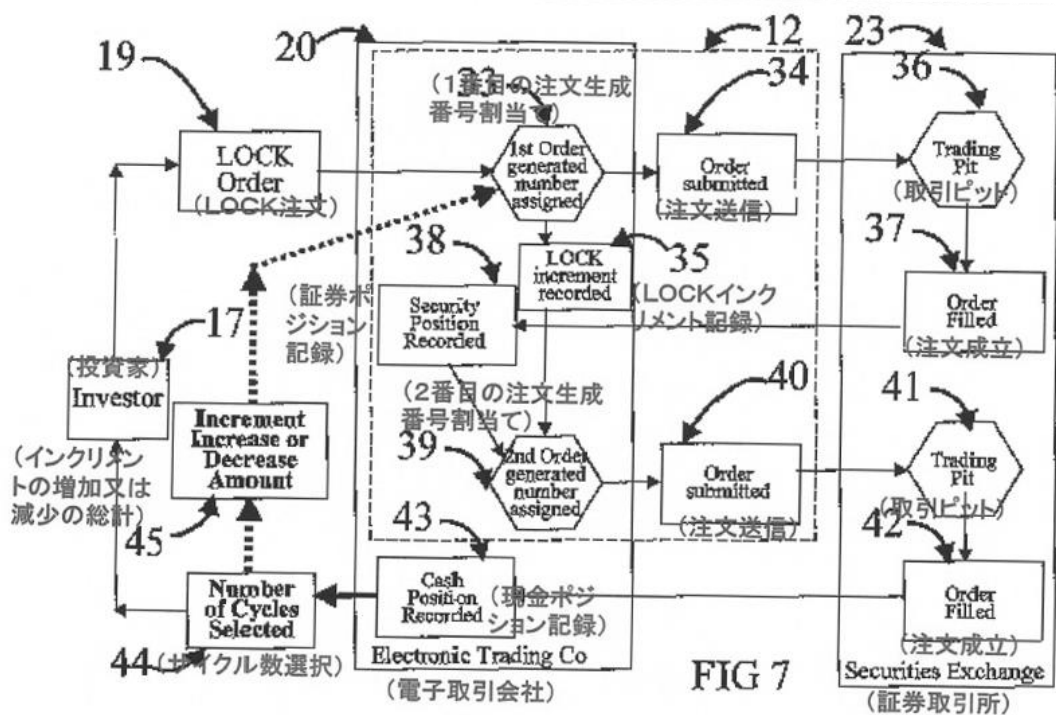 20
12
23
19
33
(1番目の注文生成
番号割当て)
34
36
LOCK
Order
(LOCK注文)
1st Order
generated
number
assigned
Order
submitted
(注文送信)
Trading
Pit
(取引ピット)
38
35
37
LOCK
increment
recorded
(LOCKインク
リメント記録)
(証券ポ
ジション
記録)
Security
Position
Recorded
Order
Filled
(注文成立)
17
(投資家)
Investor
(2番目の注文生成
番号割当て)
40
41
Increment
Increase or
Decrease
Amount
(インクリメン
トの増加又は
減少の総計)
39
2nd Order
generated
number
assigned
Order
submitted
(注文送信)
Trading
Pit
(取引ピット)
45
43
42
Number
of Cycles
Selected
(サイクル数選択)
44
Cash
Position
Recorded
(現金ポジ
ション記録)
Order
Filled
(注文成立)
Electronic Trading Co
(電子取引会社)
FIG 7
Securities Exchange
(証券取引所)